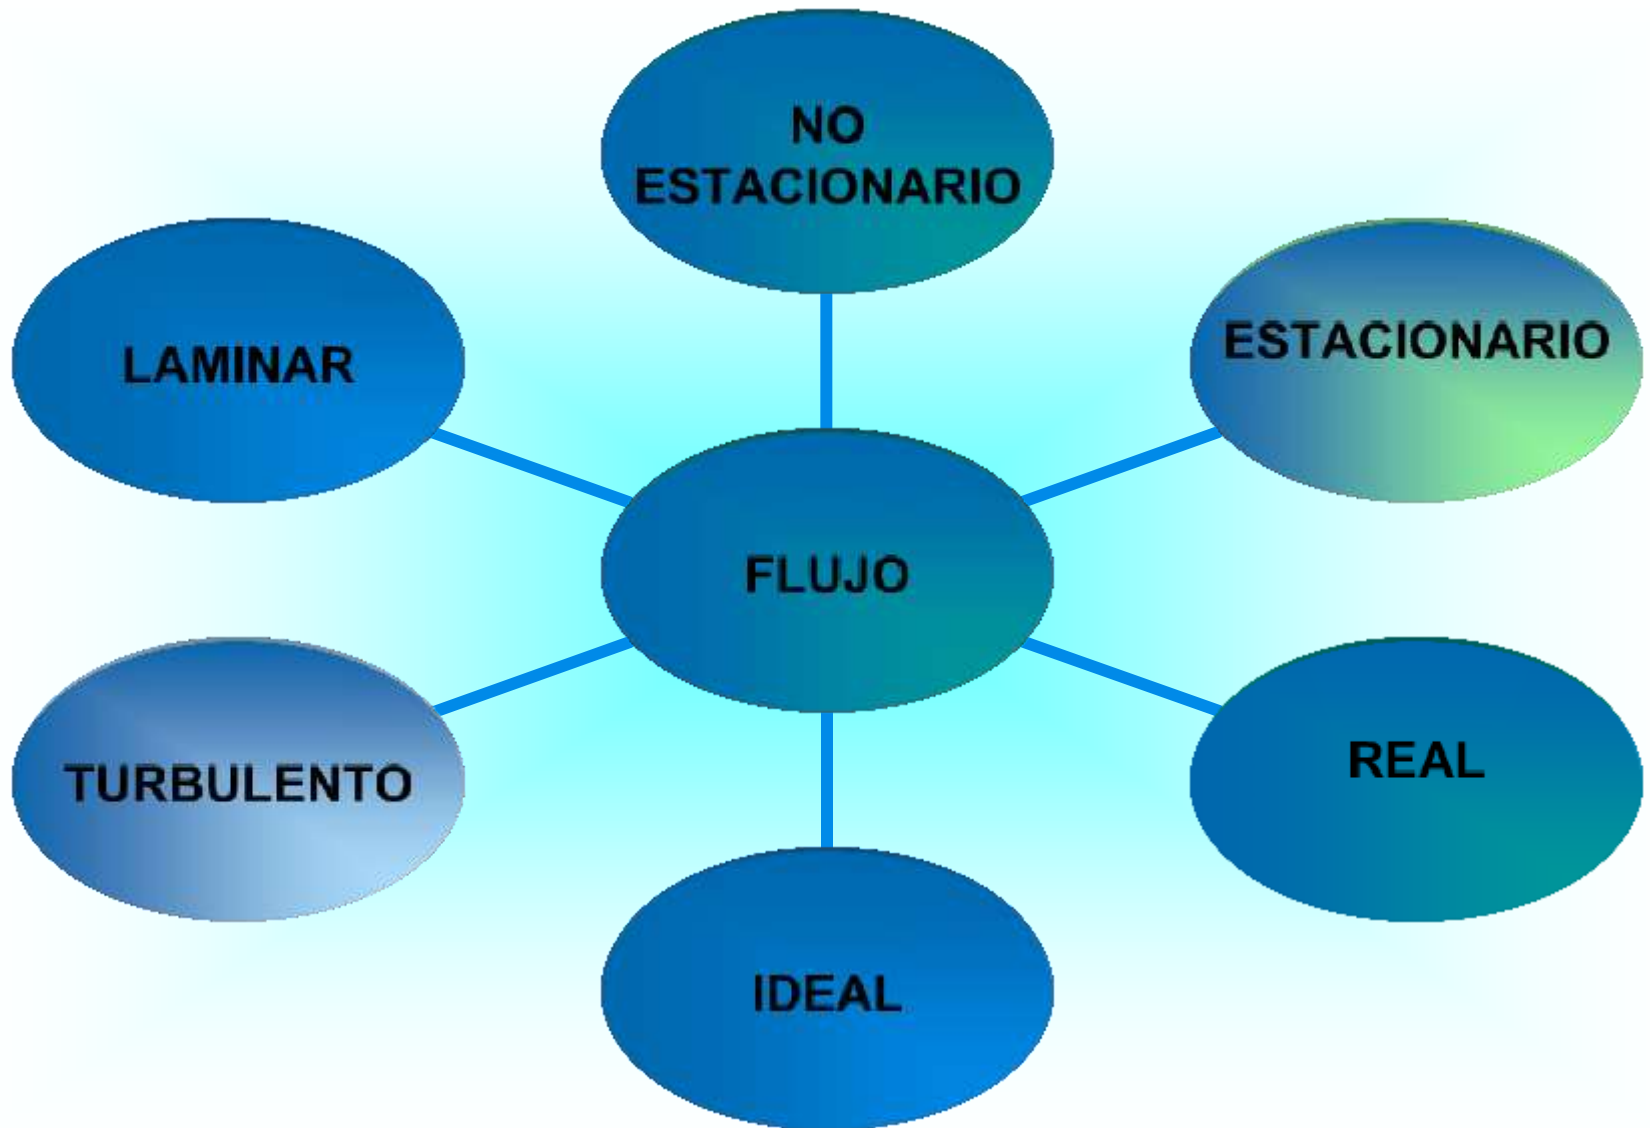 NO
ESTACIONARIO
ESTACIONARIO
LAMINAR
FLUJO
REAL
TURBULENTO
IDEAL